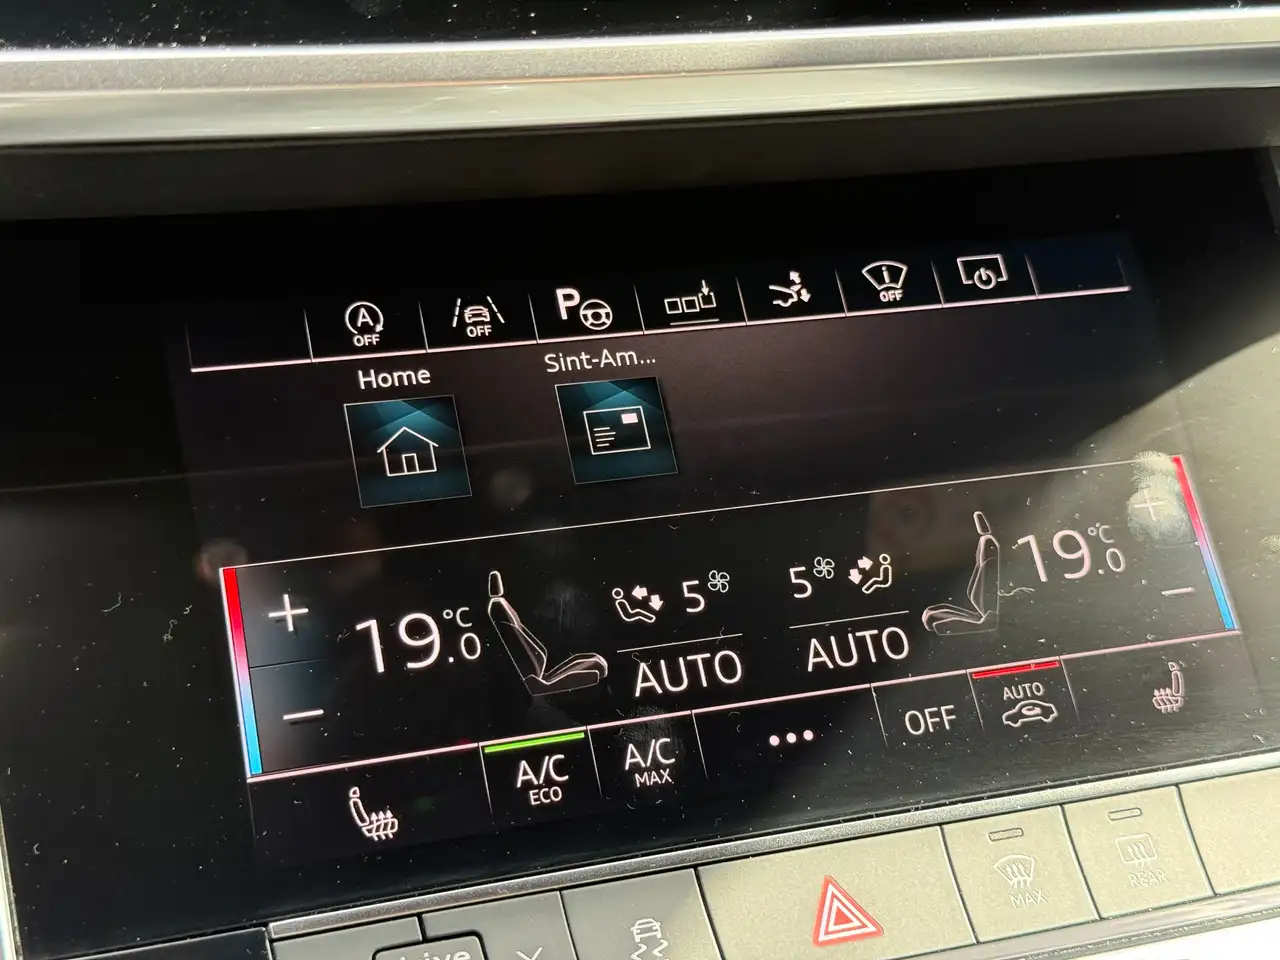 A
OFF
OFF
P
i
OFF
Home
Sint-Am...
+
19.0 °C
5
AUTO
5
AUTO
19.0 °C
+
−
−
A/C
ECO
A/C
MAX
...
OFF
AUTO
MAX
REAR
drive